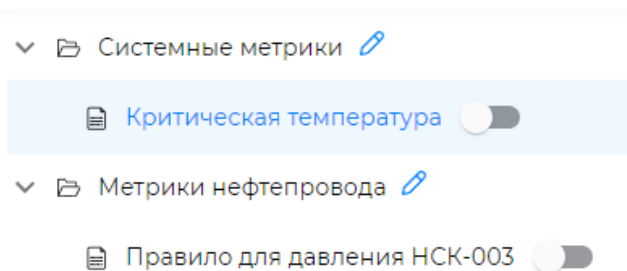 Системные метрики
Критическая температура
Метрики нефтепровода
Правило для давления НСК-003